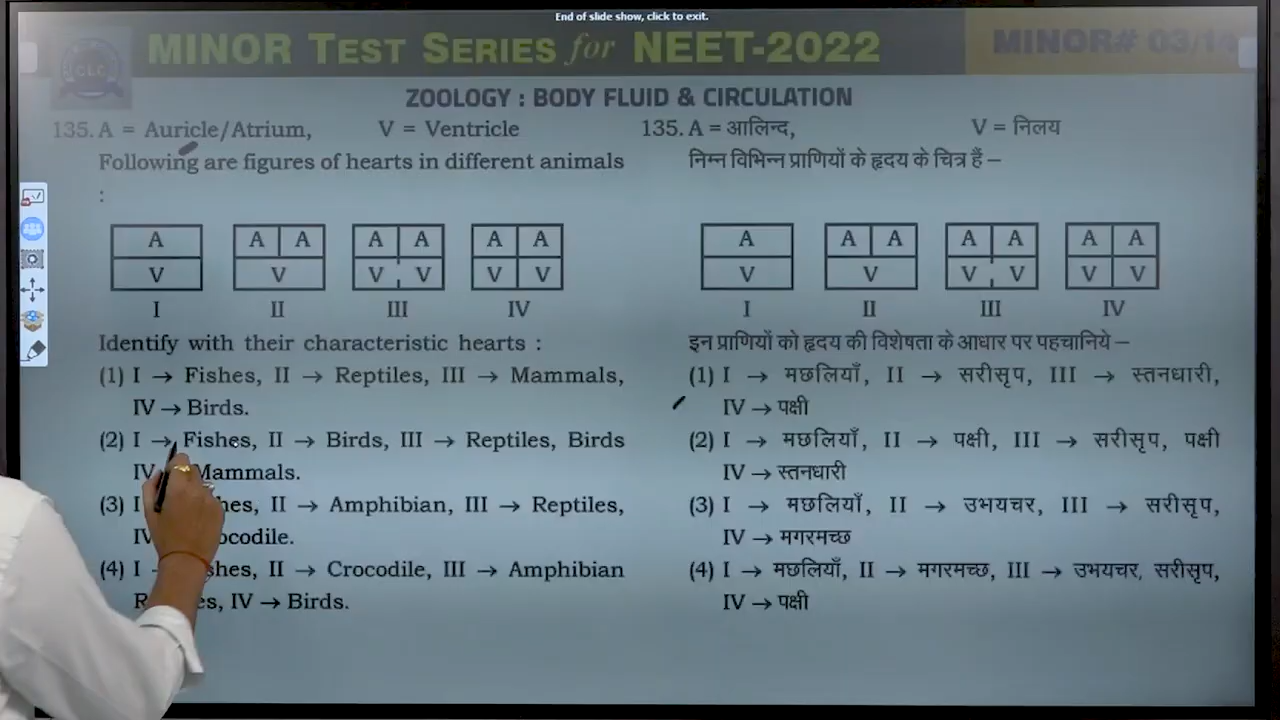 End of slide show, click to exit.
MINOR TEST SERIES for NEET-2022
MINOR# 03/14
CLC
ZOOLOGY : BODY FLUID & CIRCULATION
135. A = Auricle/Atrium, V = Ventricle
Following are figures of hearts in different animals
:
A A A A A A A
V V V V V V
I II III IV
Identify with their characteristic hearts :
(1) I → Fishes, II → Reptiles, III → Mammals,
IV → Birds.
(2) I → Fishes, II → Birds, III → Reptiles, Birds
IV Mammals.
(3) I hes, II → Amphibian, III → Reptiles,
IV ocodile.
(4) I shes, II → Crocodile, III → Amphibian
R es, IV → Birds.
135. A = आलिन्द, V = निलय
निम्न विभिन्न प्राणियों के हृदय के चित्र हैं –
A A A A A A A
V V V V V V
I II III IV
इन प्राणियों को हृदय की विशेषता के आधार पर पहचानिये –
(1) I → मछलियाँ, II → सरीसृप, III → स्तनधारी,
IV → पक्षी
(2) I → मछलियाँ, II → पक्षी, III → सरीसृप, पक्षी
IV → स्तनधारी
(3) I → मछलियाँ, II → उभयचर, III → सरीसृप,
IV → मगरमच्छ
(4) I → मछलियाँ, II → मगरमच्छ, III → उभयचर, सरीसृप,
IV → पक्षी